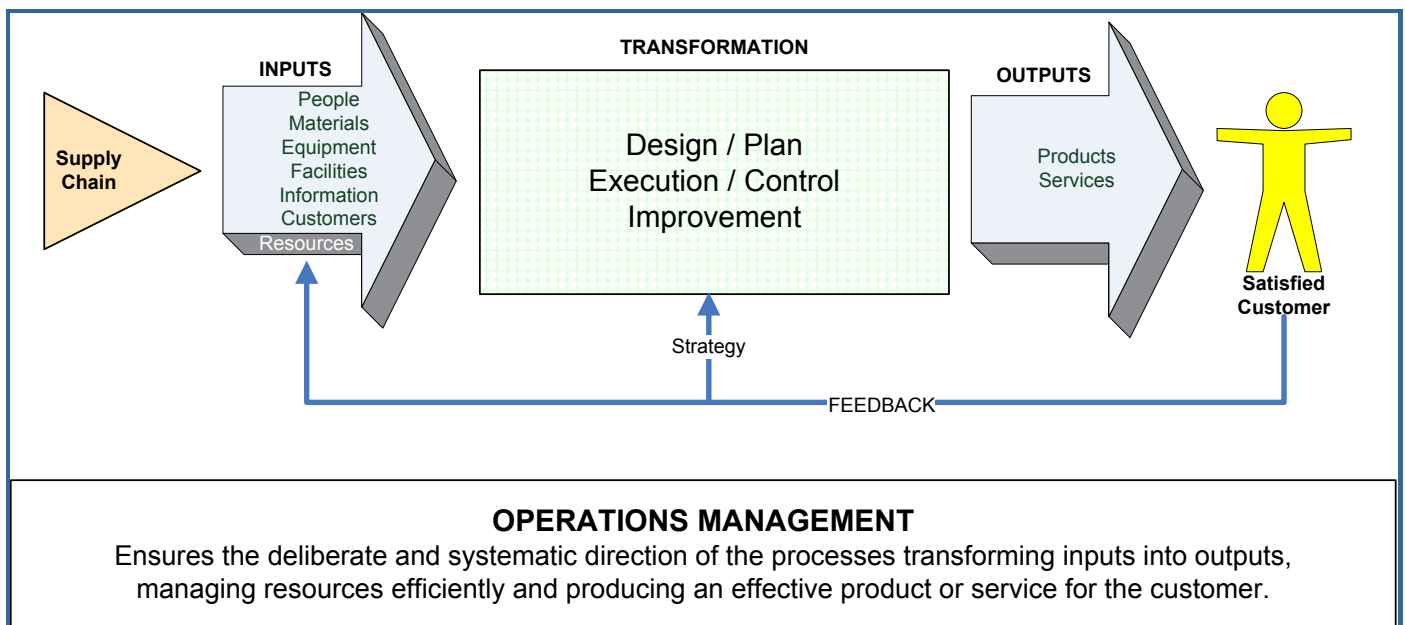 TRANSFORMATION
INPUTS
OUTPUTS
Supply
Chain
People
Materials
Equipment
Facilities
Information
Customers
Resources
Design / Plan
Execution / Control
Improvement
Products
Services
Satisfied
Customer
Strategy
FEEDBACK
OPERATIONS MANAGEMENT
Ensures the deliberate and systematic direction of the processes transforming inputs into outputs,
managing resources efficiently and producing an effective product or service for the customer.